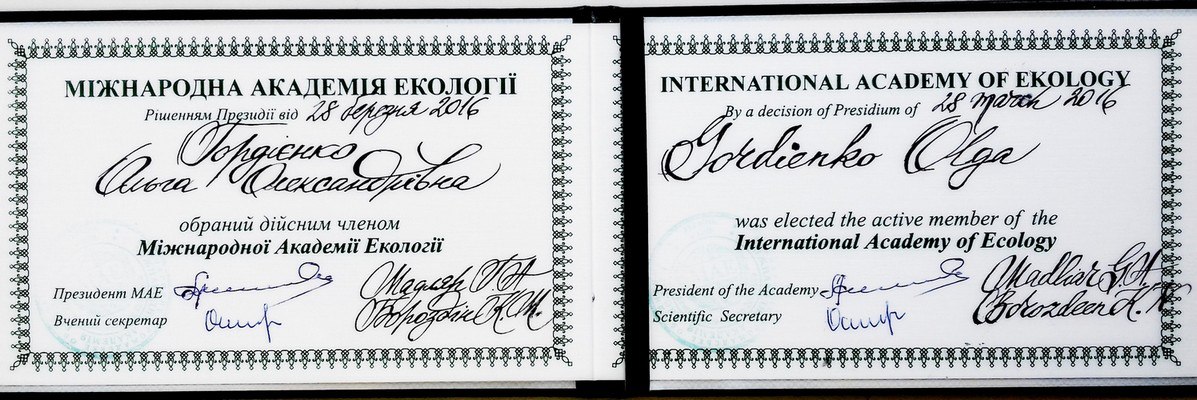 МІЖНАРОДНА АКАДЕМІЯ ЕКОЛОГІЇ
Рішенням Президії від 28 березня 2016
Гордієнко
Ольга Олександрівна
обраний дійсним членом
Міжнародної Академії Екології
Президент МАЕ Мадляр Г.А
Вчений секретар Бороздін К.М.
INTERNATIONAL ACADEMY OF EKOLOGY
By a decision of Presidium of 28 march 2016
Gordienko Olga
was elected the active member of the
International Academy of Ecology
President of the Academy Madliar G.A.
Scientific Secretary Borozdeen K.